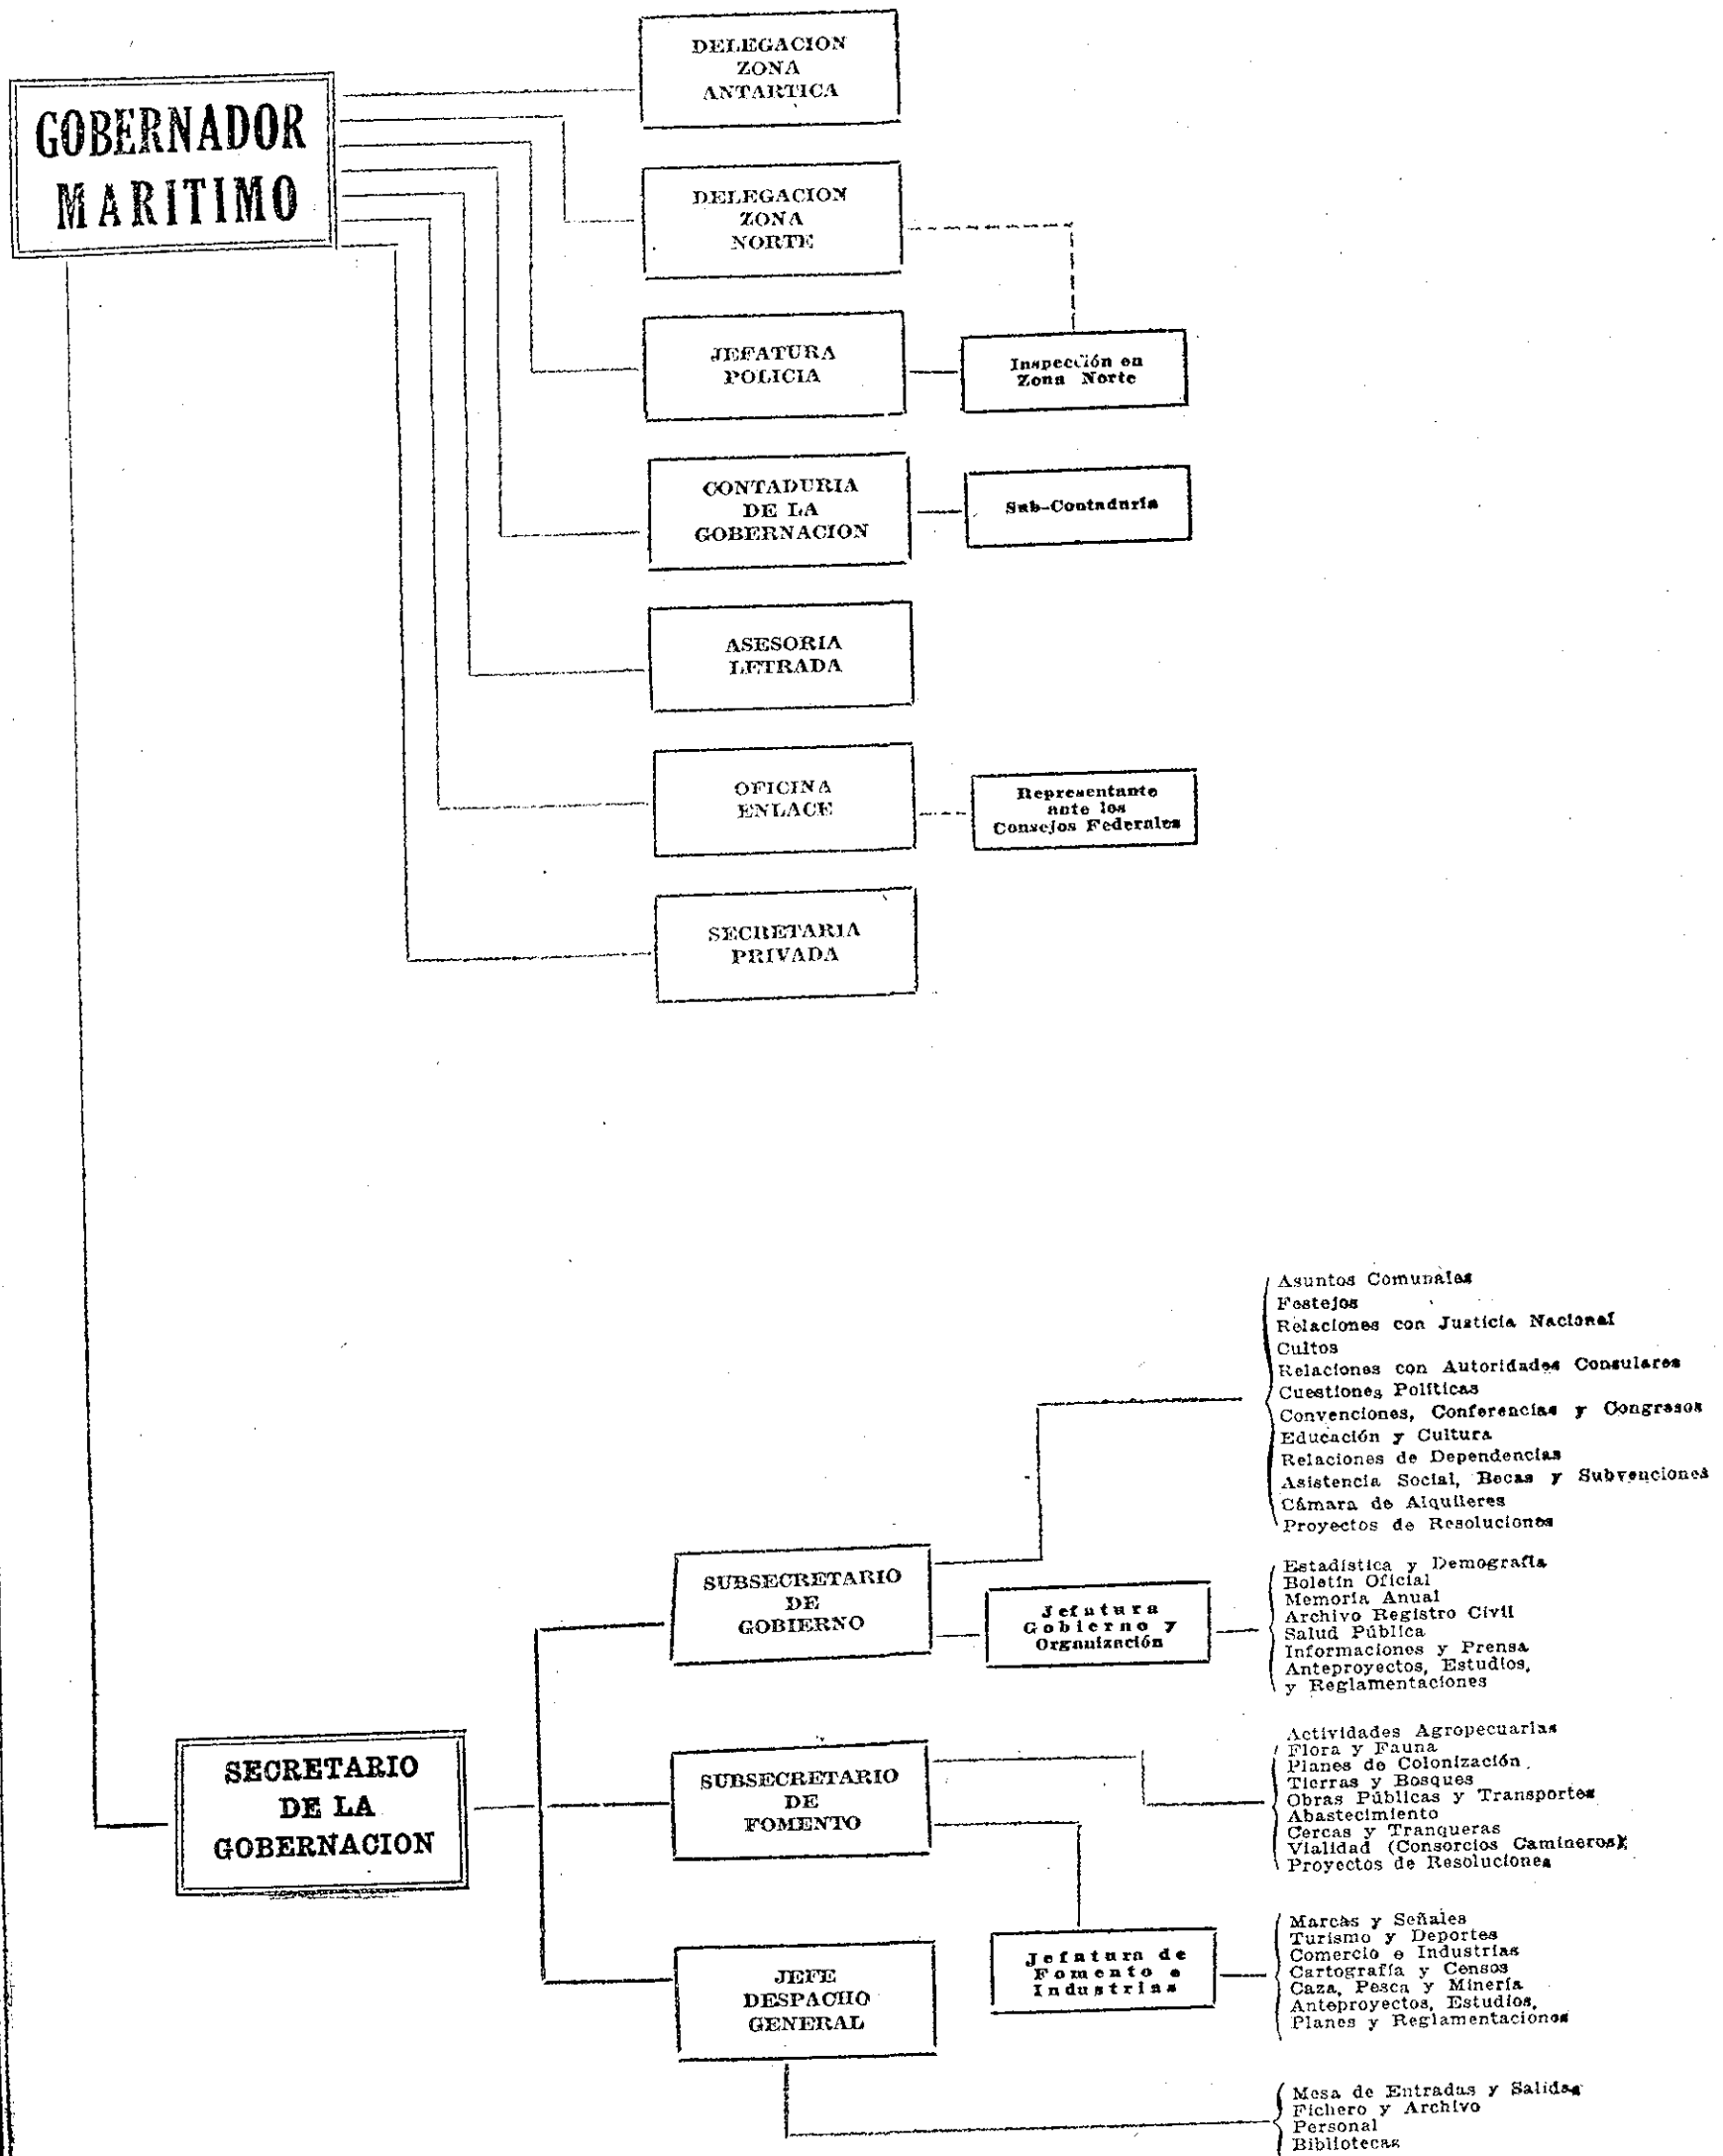 GOBERNADOR
MARITIMO
DELEGACION
ZONA
ANTARTICA
DELEGACION
ZONA
NORTE
JEFATURA
POLICIA
Inspección en
Zona Norte
CONTADURIA
DE LA
GOBERNACION
Sub-Contaduría
ASESORIA
LETRADA
OFICINA
ENLACE
Representante
ante los
Consejos Federales
SECRETARIA
PRIVADA
SECRETARIO
DE LA
GOBERNACION
SUBSECRETARIO
DE
GOBIERNO
Asuntos Comunales
Festejos
Relaciones con Justicia Nacional
Cultos
Relaciones con Autoridades Consulares
Cuestiones Políticas
Convenciones, Conferencias y Congresos
Educación y Cultura
Relaciones de Dependencias
Asistencia Social, Becas y Subvenciones
Cámara de Alquileres
Proyectos de Resoluciones
Jefatura
Gobierno y
Organización
Estadística y Demografía
Boletín Oficial
Memoria Anual
Archivo Registro Civil
Salud Pública
Informaciones y Prensa
Anteproyectos, Estudios,
y Reglamentaciones
SUBSECRETARIO
DE
FOMENTO
Actividades Agropecuarias
Flora y Fauna
Planes de Colonización
Tierras y Bosques
Obras Públicas y Transportes
Abastecimiento
Cercas y Tranqueras
Vialidad (Consorcios Camineros)
Proyectos de Resoluciones
Jefatura de
Fomento e
Industrias
Marcas y Señales
Turismo y Deportes
Comercio e Industrias
Cartografía y Censos
Caza, Pesca y Minería
Anteproyectos, Estudios,
Planes y Reglamentaciones
JEFE
DESPACHO
GENERAL
Mesa de Entradas y Salidas
Fichero y Archivo
Personal
Bibliotecas